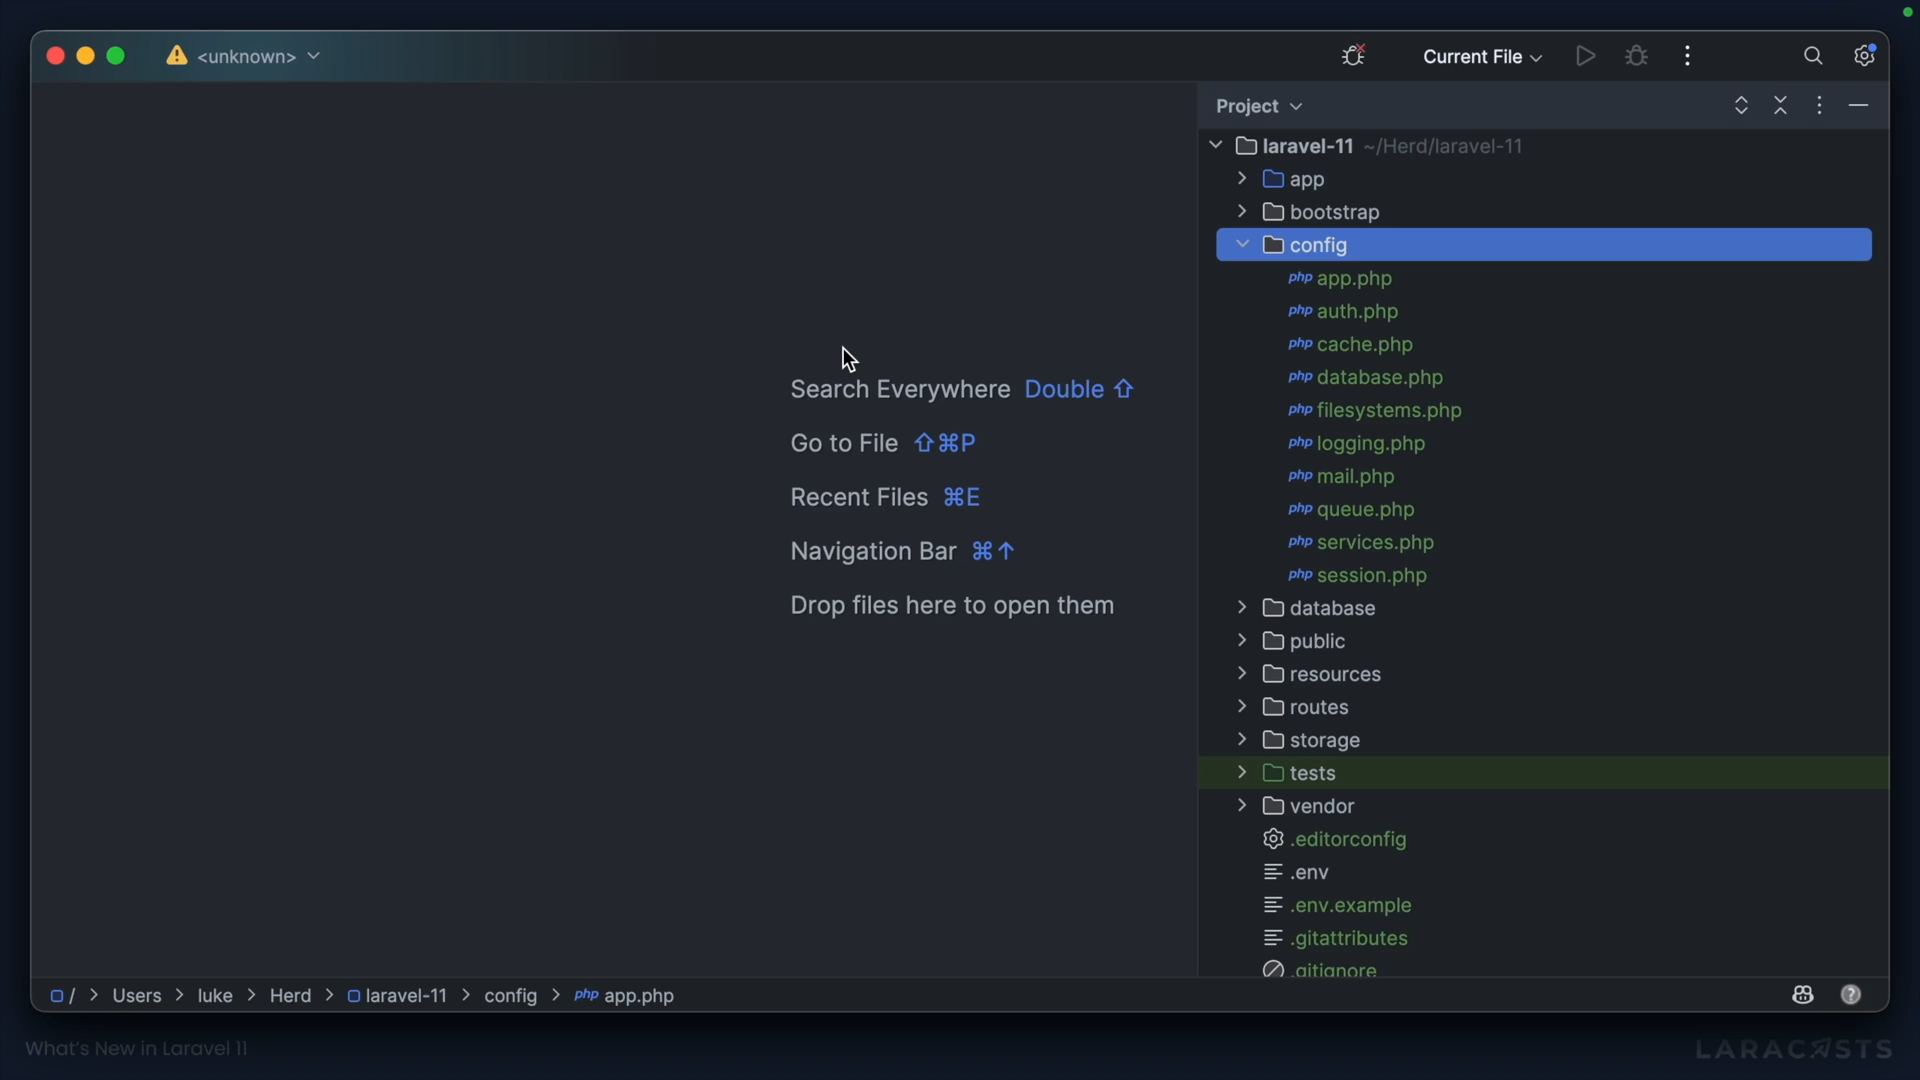 <unknown>
Current File
Project
laravel-11 ~/Herd/laravel-11
app
bootstrap
config
php app.php
php auth.php
php cache.php
php database.php
php filesystems.php
php logging.php
php mail.php
php queue.php
php services.php
php session.php
database
public
resources
routes
storage
tests
vendor
.editorconfig
.env
.env.example
.gitattributes
.gitignore
Search Everywhere Double ⇧
Go to File ⇧⌘P
Recent Files ⌘E
Navigation Bar ⌘↑
Drop files here to open them
/ > Users > luke > Herd > laravel-11 > config > php app.php
What's New in Laravel 11
LARACASTS